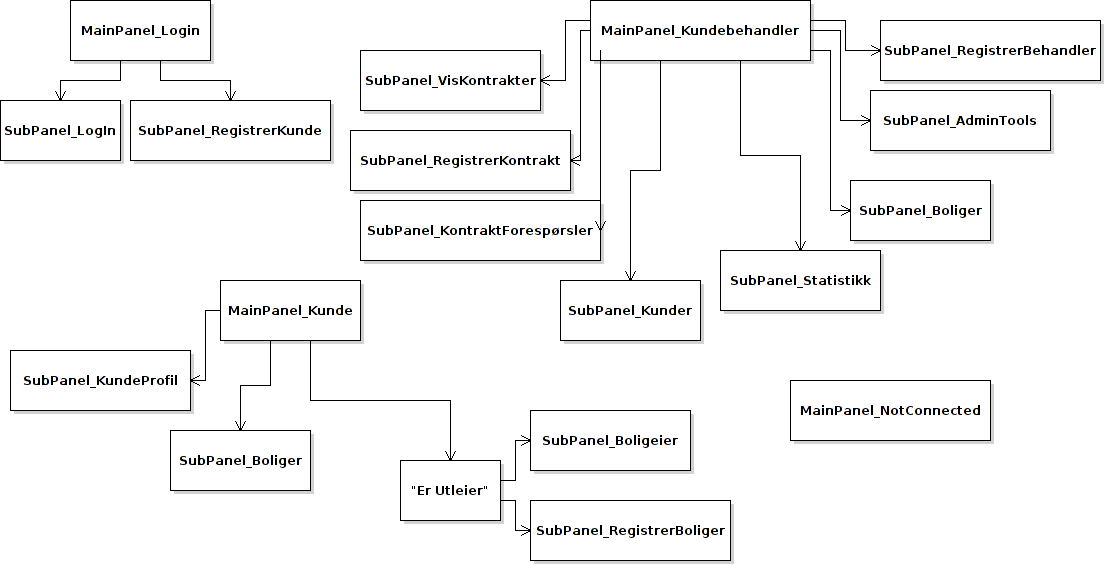 MainPanel_Login
MainPanel_Kundebehandler
SubPanel_RegistrerBehandler
SubPanel_VisKontrakter
SubPanel_AdminTools
SubPanel_LogIn
SubPanel_RegistrerKunde
SubPanel_RegistrerKontrakt
SubPanel_Boliger
SubPanel_KontraktForespørsler
SubPanel_Statistikk
MainPanel_Kunde
SubPanel_Kunder
SubPanel_KundeProfil
MainPanel_NotConnected
SubPanel_Boligeier
SubPanel_Boliger
"Er Utleier"
SubPanel_RegistrerBoliger